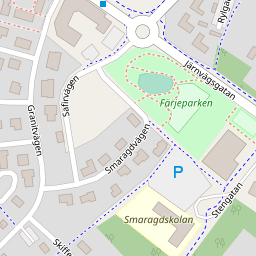 Järnvägsgatan
Safirvägen
Färjeparken
Granitvägen
Smaragdvägen
P
Stengatan
Smaragdskolan